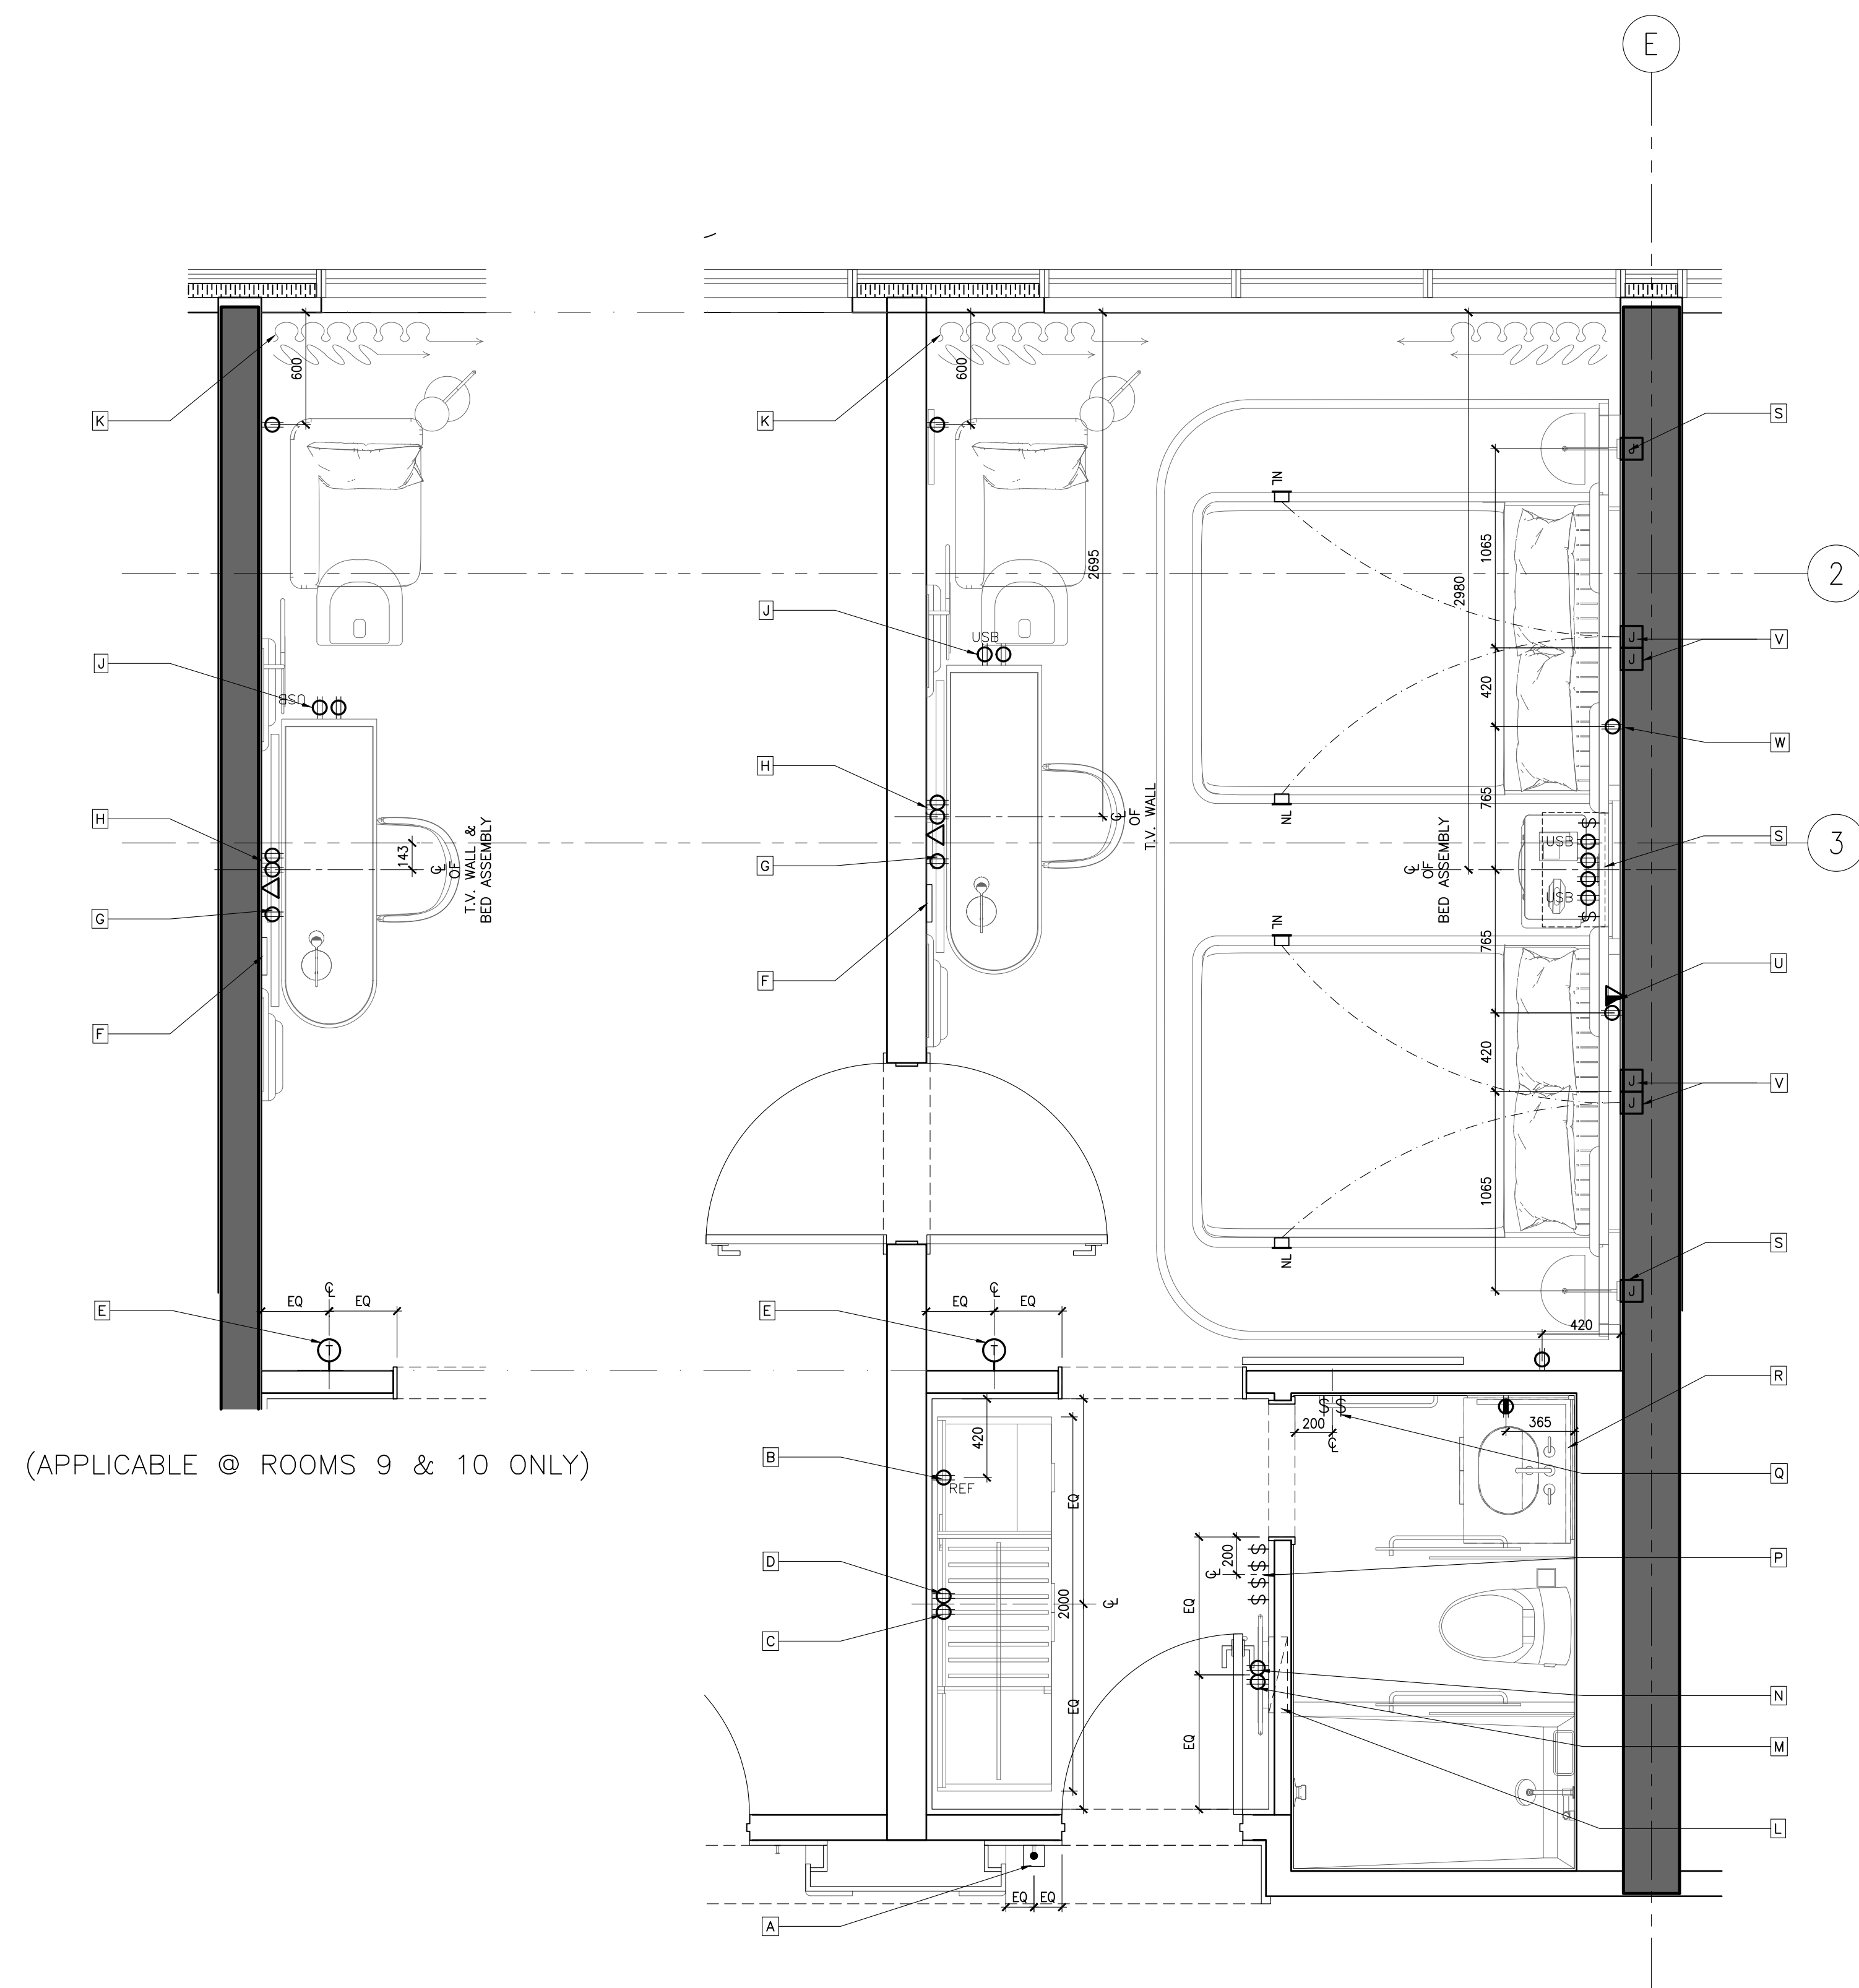 E
K
600
K
600
2695
2980
S
1065
2
J
USB
J
USB
NL
J
J
V
420
W
H
143
℄
OF
T.V. WALL &
BED ASSEMBLY
G
F
H
G
F
℄
OF
T.V. WALL
NL
765
℄
OF
BED ASSEMBLY
$
USB
USB
$
S
3
765
NL
U
420
J
J
V
1065
NL
J
S
E
EQ
℄
EQ
T
E
EQ
℄
EQ
T
420
R
(APPLICABLE @ ROOMS 9 & 10 ONLY)
B
420
REF
EQ
$ $
200
℄
365
Q
D
C
2000
℄
EQ
200
℄
EQ
$
$
$
$
P
EQ
N
M
L
EQ
EQ
A